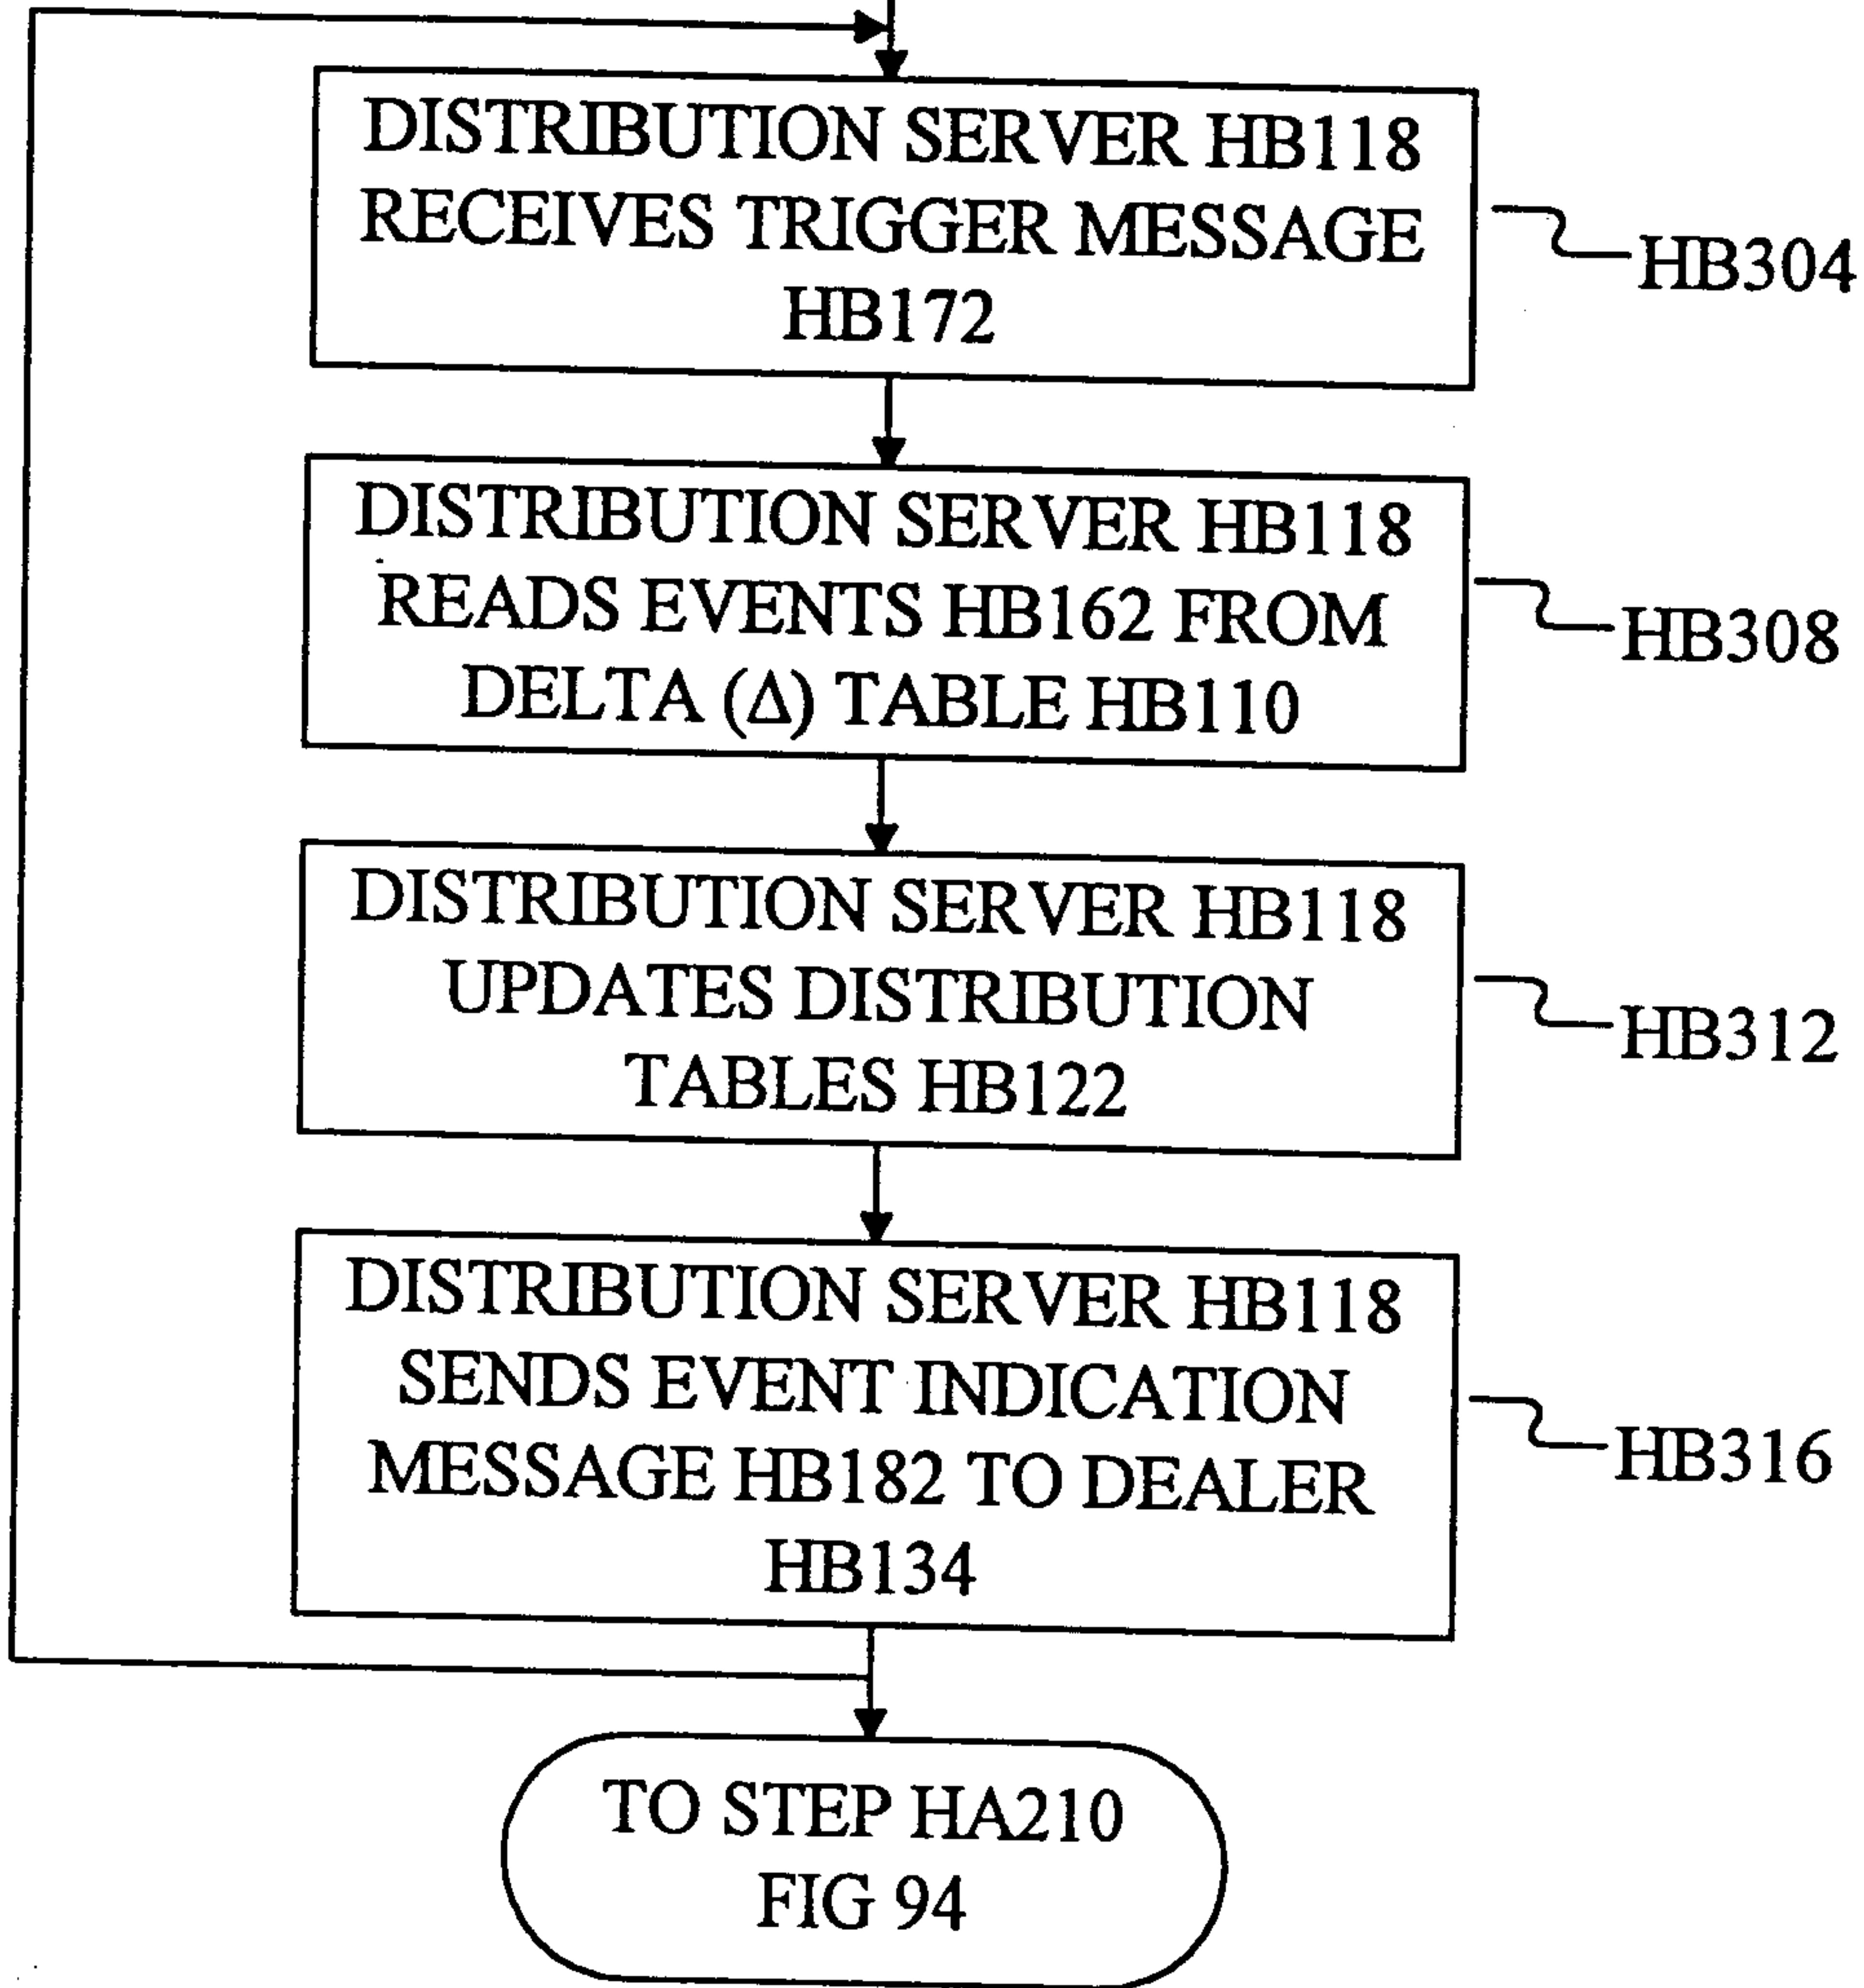 DISTRIBUTION SERVER HB118
RECEIVES TRIGGER MESSAGE
HB172
HB304
DISTRIBUTION SERVER HB118
READS EVENTS HB162 FROM
DELTA (Δ) TABLE HB110
HB308
DISTRIBUTION SERVER HB118
UPDATES DISTRIBUTION
TABLES HB122
HB312
DISTRIBUTION SERVER HB118
SENDS EVENT INDICATION
MESSAGE HB182 TO DEALER
HB134
HB316
TO STEP HA210
FIG 94